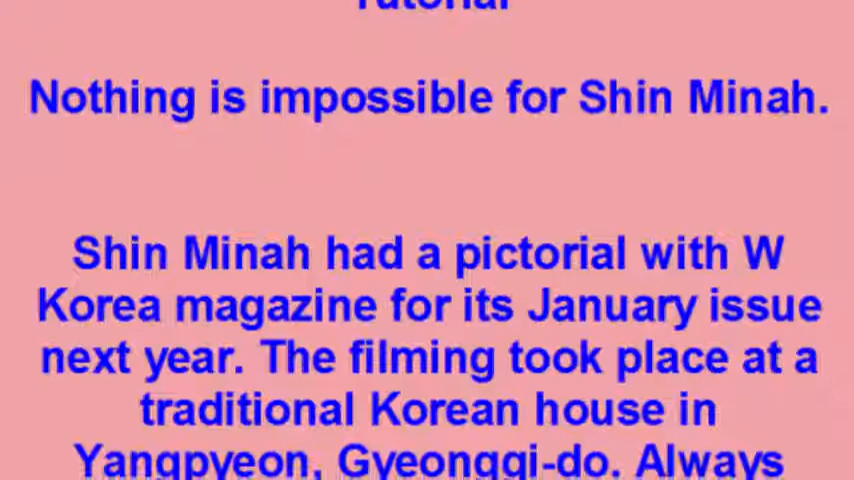 Tutorial
Nothing is impossible for Shin Minah.
Shin Minah had a pictorial with W
Korea magazine for its January issue
next year. The filming took place at a
traditional Korean house in
Yangpyeon, Gyeonggi-do. Always